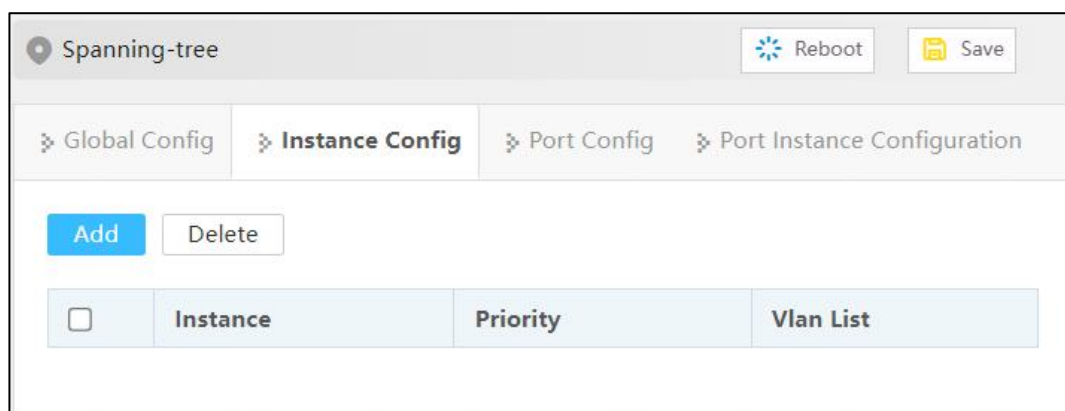 Spanning-tree Reboot Save
Global Config Instance Config Port Config Port Instance Configuration
Add Delete
Instance Priority Vlan List